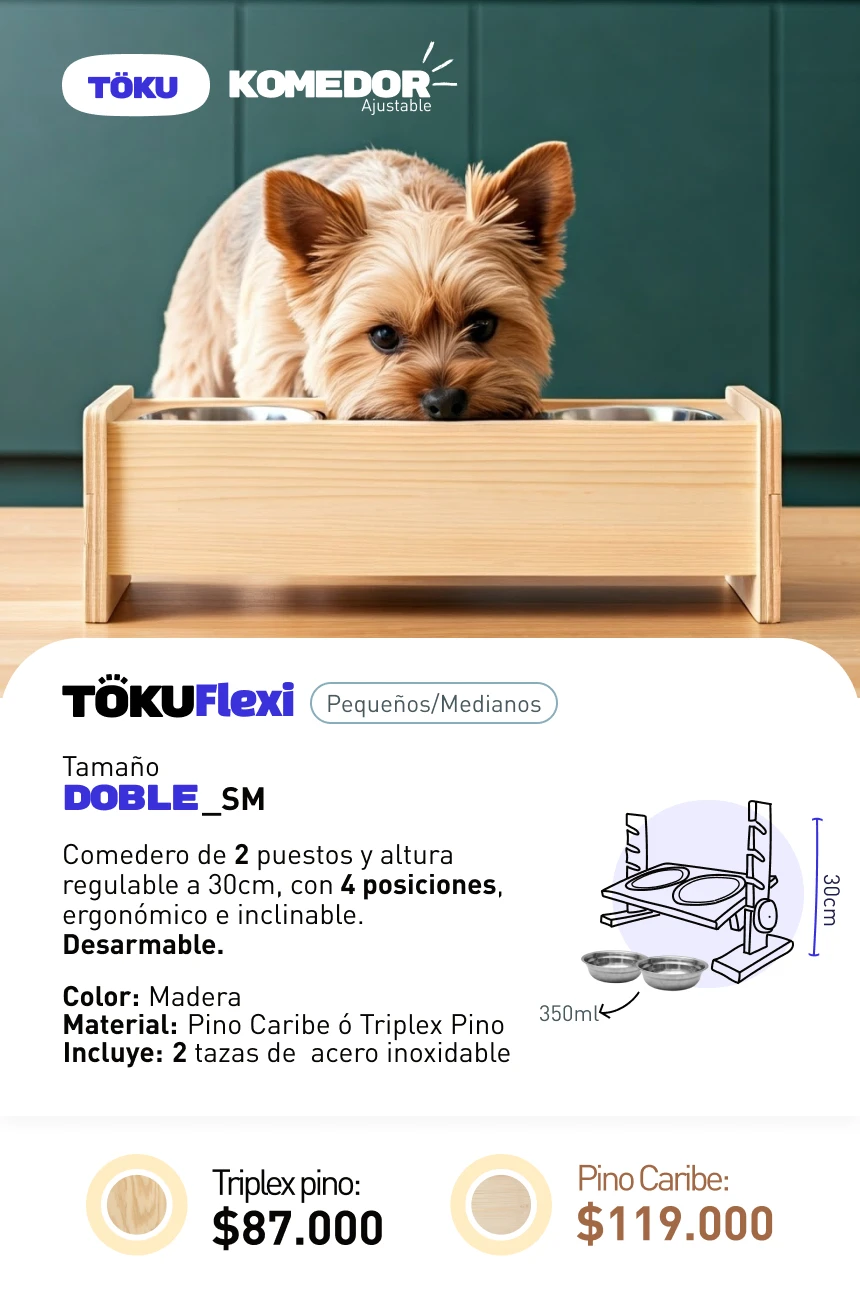 TÖKU
KOMEDOR
Ajustable
TÖKUFlexi
Pequeños/Medianos
Tamaño
DOBLE_SM
Comedero de 2 puestos y altura
regulable a 30cm, con 4 posiciones,
ergonómico e inclinable.
Desarmable.
Color: Madera
Material: Pino Caribe ó Triplex Pino
Incluye: 2 tazas de acero inoxidable
30cm
350ml
Triplex pino:
$87.000
Pino Caribe:
$119.000